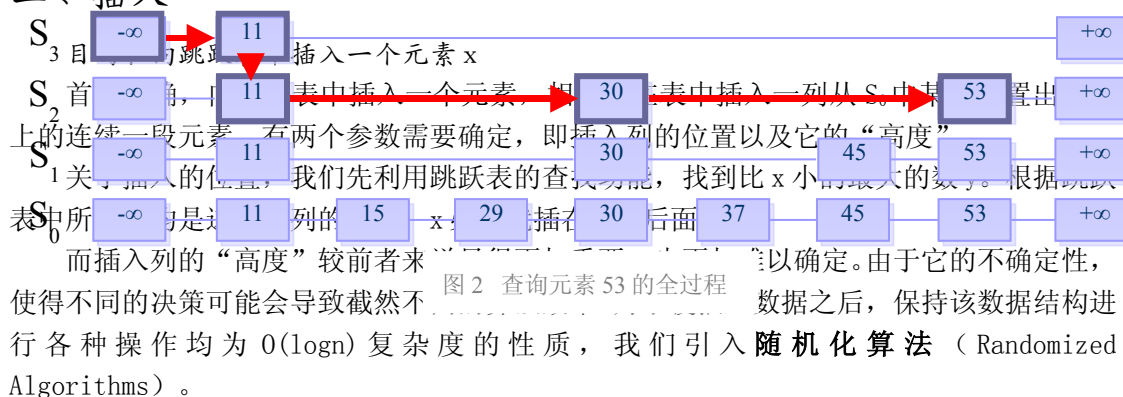 S3 -∞ 11 +∞
目 跳跃 插入一个元素 x
S2 -∞ 11 30 53 +∞
首 表中插入一个元素, 表中插入一列从 S0 中某 置出
上的连续一段元素。有两个参数需要确定，即插入列的位置以及它的“高度”
S1 -∞ 11 30 45 53 +∞
关于插入的位置，我们先利用跳跃表的查找功能，找到比 x 小的最大的数 y。根据跳跃
S0 -∞ 11 15 29 30 37 45 53 +∞
表中所 是 列的 x 插在 后面
而插入列的“高度”较前者来 以确定。由于它的不确定性，
图 2 查询元素 53 的全过程
使得不同的决策可能会导致截然不 数据之后，保持该数据结构进
行各种操作均为 O(logn)复杂度的性质，我们引入随机化算法（Randomized
Algorithms）。